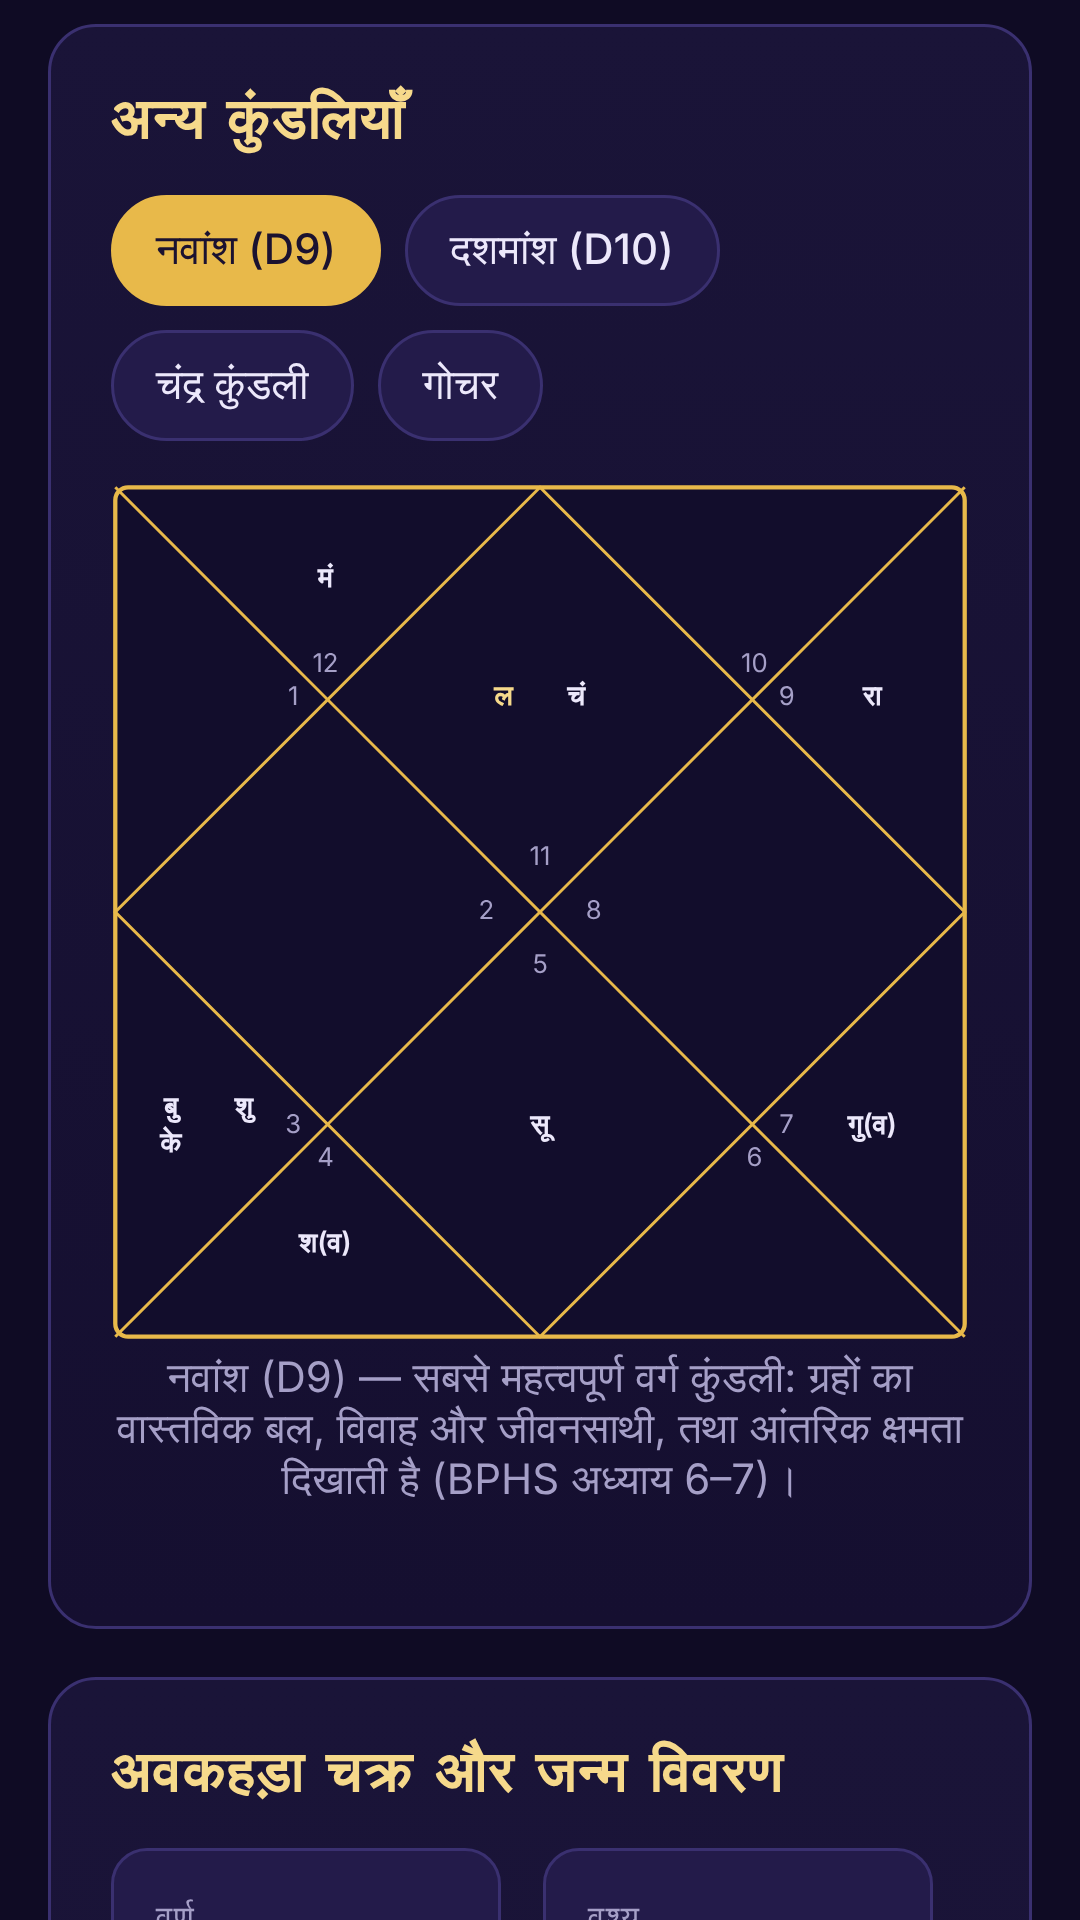 अन्य कुंडलियाँ
नवांश (D9) दशमांश (D10)
चंद्र कुंडली गोचर
मं
12 10
1 ल चं 9 रा
11
2 8
5
बु शु 3 सू 7 गु(व)
के 4 6
श(व)
नवांश (D9) — सबसे महत्वपूर्ण वर्ग कुंडली: ग्रहों का
वास्तविक बल, विवाह और जीवनसाथी, तथा आंतरिक क्षमता
दिखाती है (BPHS अध्याय 6–7)।
अवकहड़ा चक्र और जन्म विवरण
वर्ण वश्य